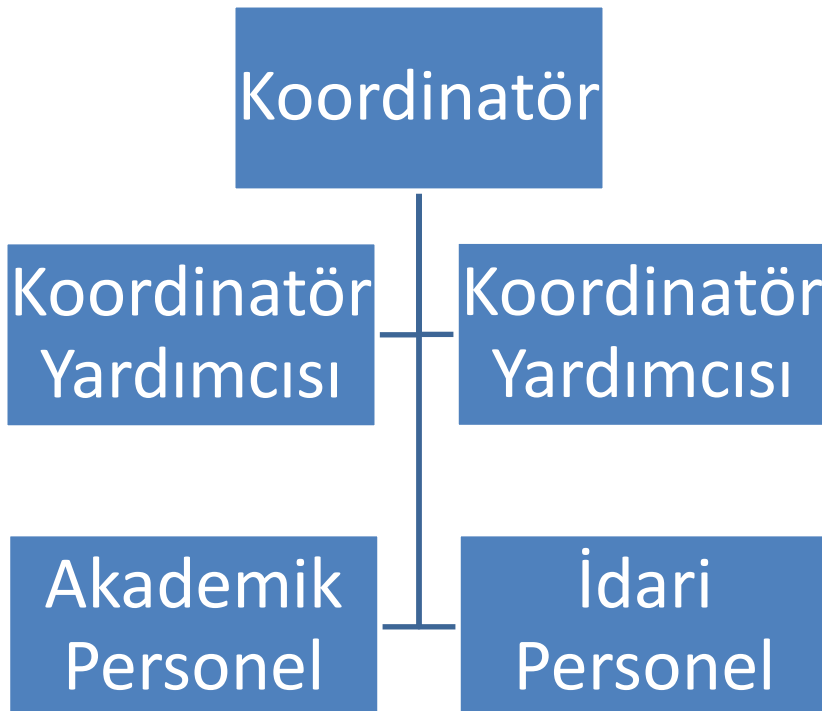 Koordinatör
Koordinatör
Yardımcısı
Koordinatör
Yardımcısı
Akademik
Personel
İdari
Personel